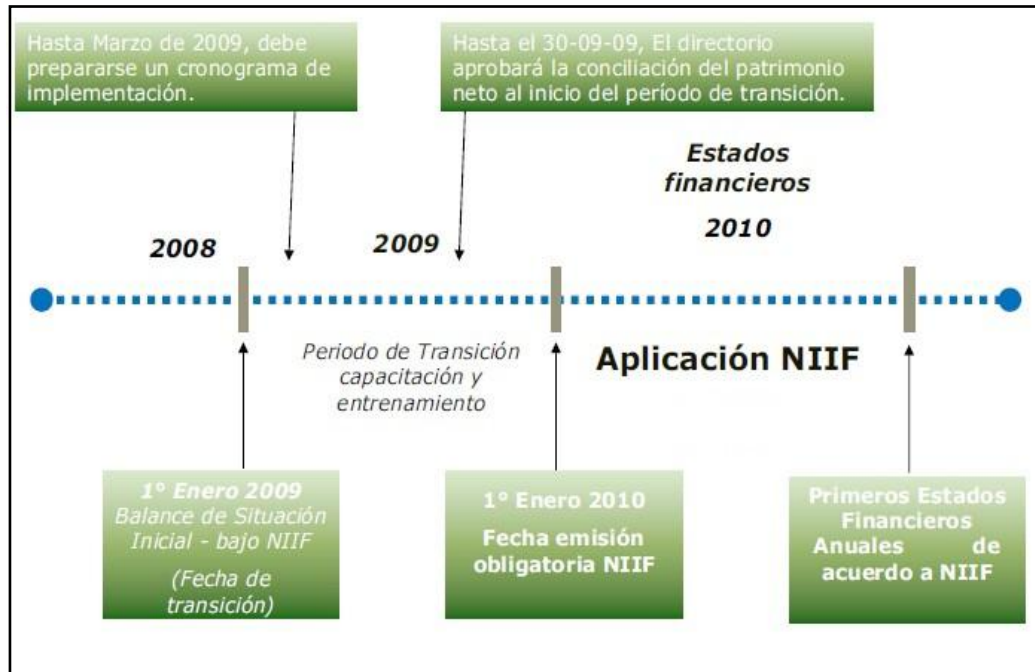 Hasta Marzo de 2009, debe
prepararse un cronograma de
implementación.
Hasta el 30-09-09, El directorio
aprobará la conciliación del patrimonio
neto al inicio del período de transición.
Estados
financieros
2008
2009
2010
Periodo de Transición
capacitación y
entrenamiento
Aplicación NIIF
1° Enero 2009
Balance de Situación
Inicial - bajo NIIF
(Fecha de
transición)
1° Enero 2010
Fecha emisión
obligatoria NIIF
Primeros Estados
Financieros
Anuales de
acuerdo a NIIF